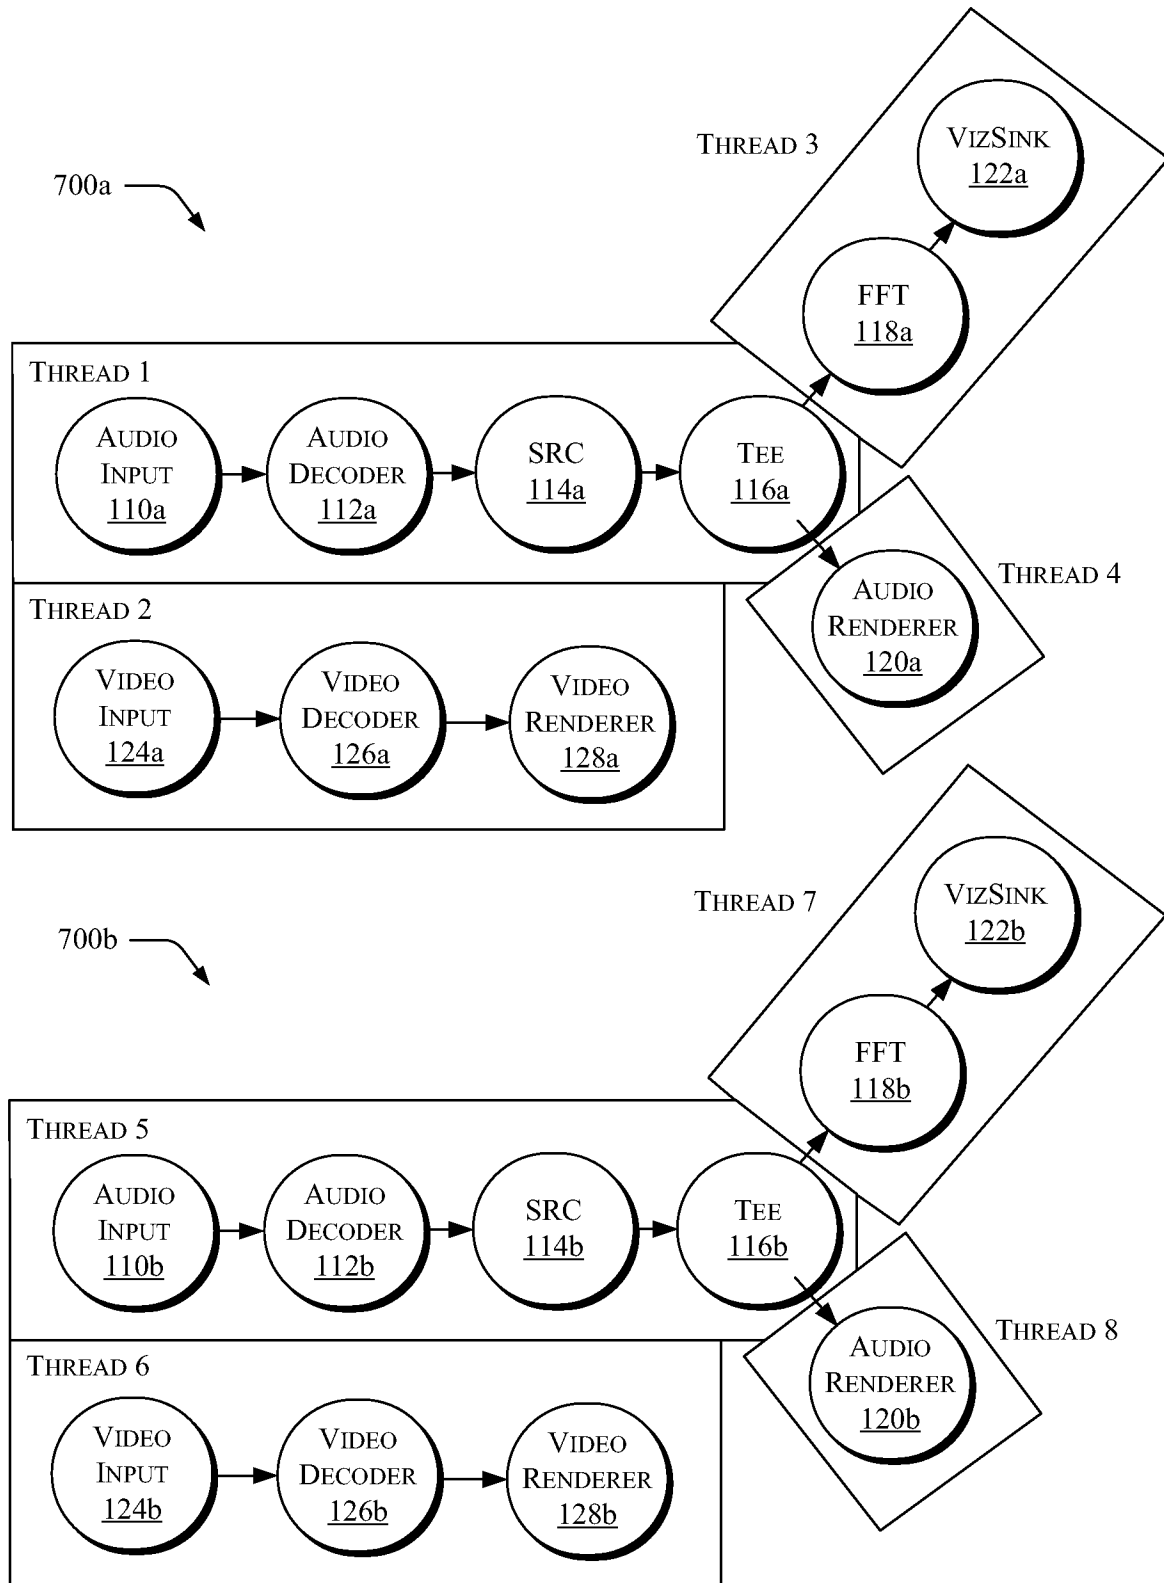 THREAD 3
VIZSINK
122a
700a
FFT
118a
THREAD 1
AUDIO
INPUT
110a
AUDIO
DECODER
112a
SRC
114a
TEE
116a
THREAD 4
AUDIO
RENDERER
120a
THREAD 2
VIDEO
INPUT
124a
VIDEO
DECODER
126a
VIDEO
RENDERER
128a
THREAD 7
VIZSINK
122b
700b
FFT
118b
THREAD 5
AUDIO
INPUT
110b
AUDIO
DECODER
112b
SRC
114b
TEE
116b
THREAD 8
AUDIO
RENDERER
120b
THREAD 6
VIDEO
INPUT
124b
VIDEO
DECODER
126b
VIDEO
RENDERER
128b